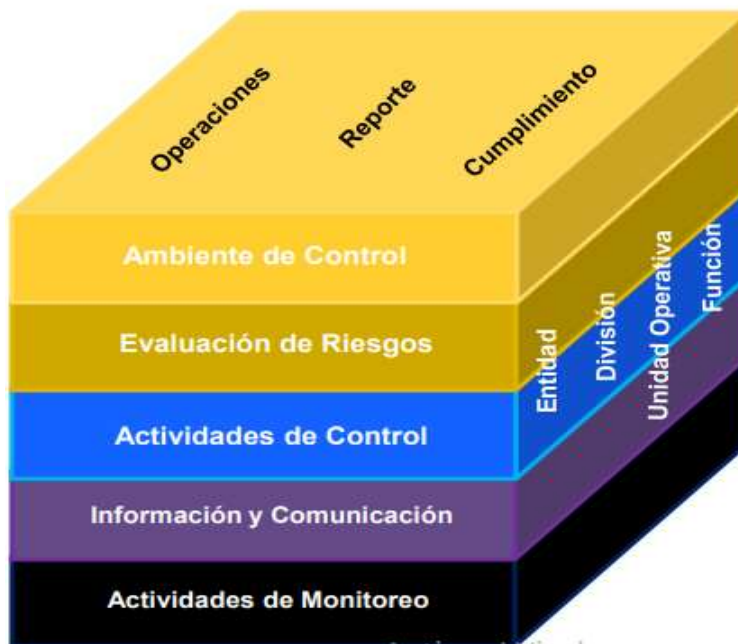 Operaciones
Reporte
Cumplimiento
Ambiente de Control
Evaluación de Riesgos
Actividades de Control
Información y Comunicación
Actividades de Monitoreo
Entidad
División
Unidad Operativa
Función